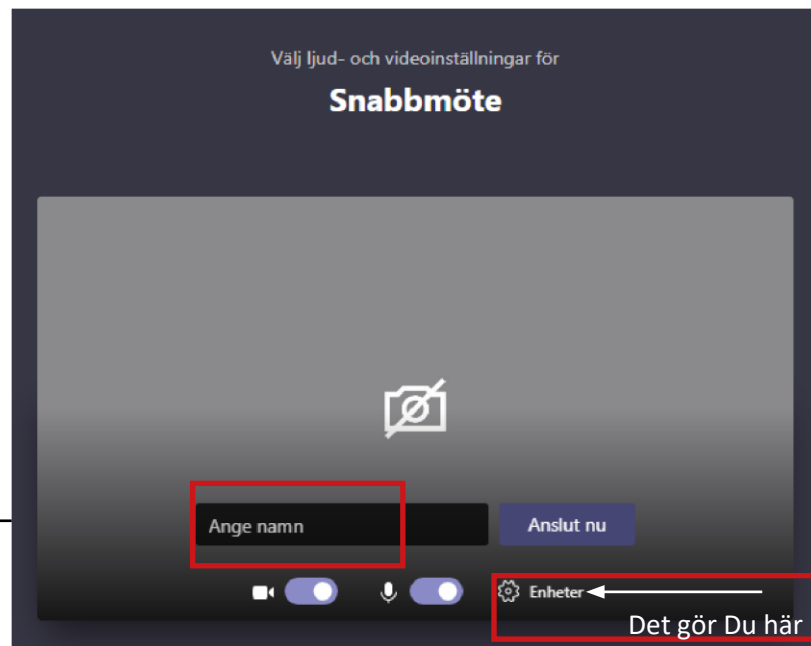 Välj ljud- och videoinställningar för
Snabbmöte
Ange namn
Anslut nu
Enheter
Det gör Du här